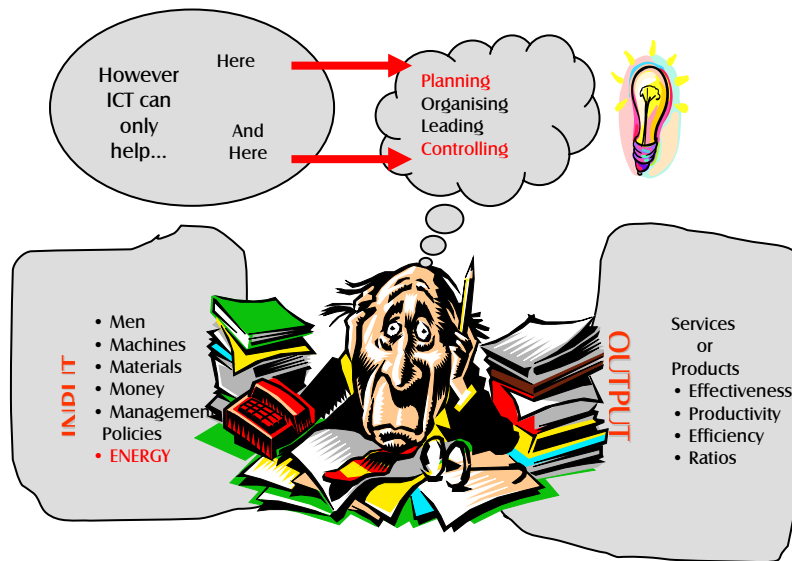 However
ICT can
only
help...
Here
And
Here
Planning
Organising
Leading
Controlling
INPUT
• Men
• Machines
• Materials
• Money
• Management
Policies
• ENERGY
OUTPUT
Services
or
Products
• Effectiveness
• Productivity
• Efficiency
• Ratios